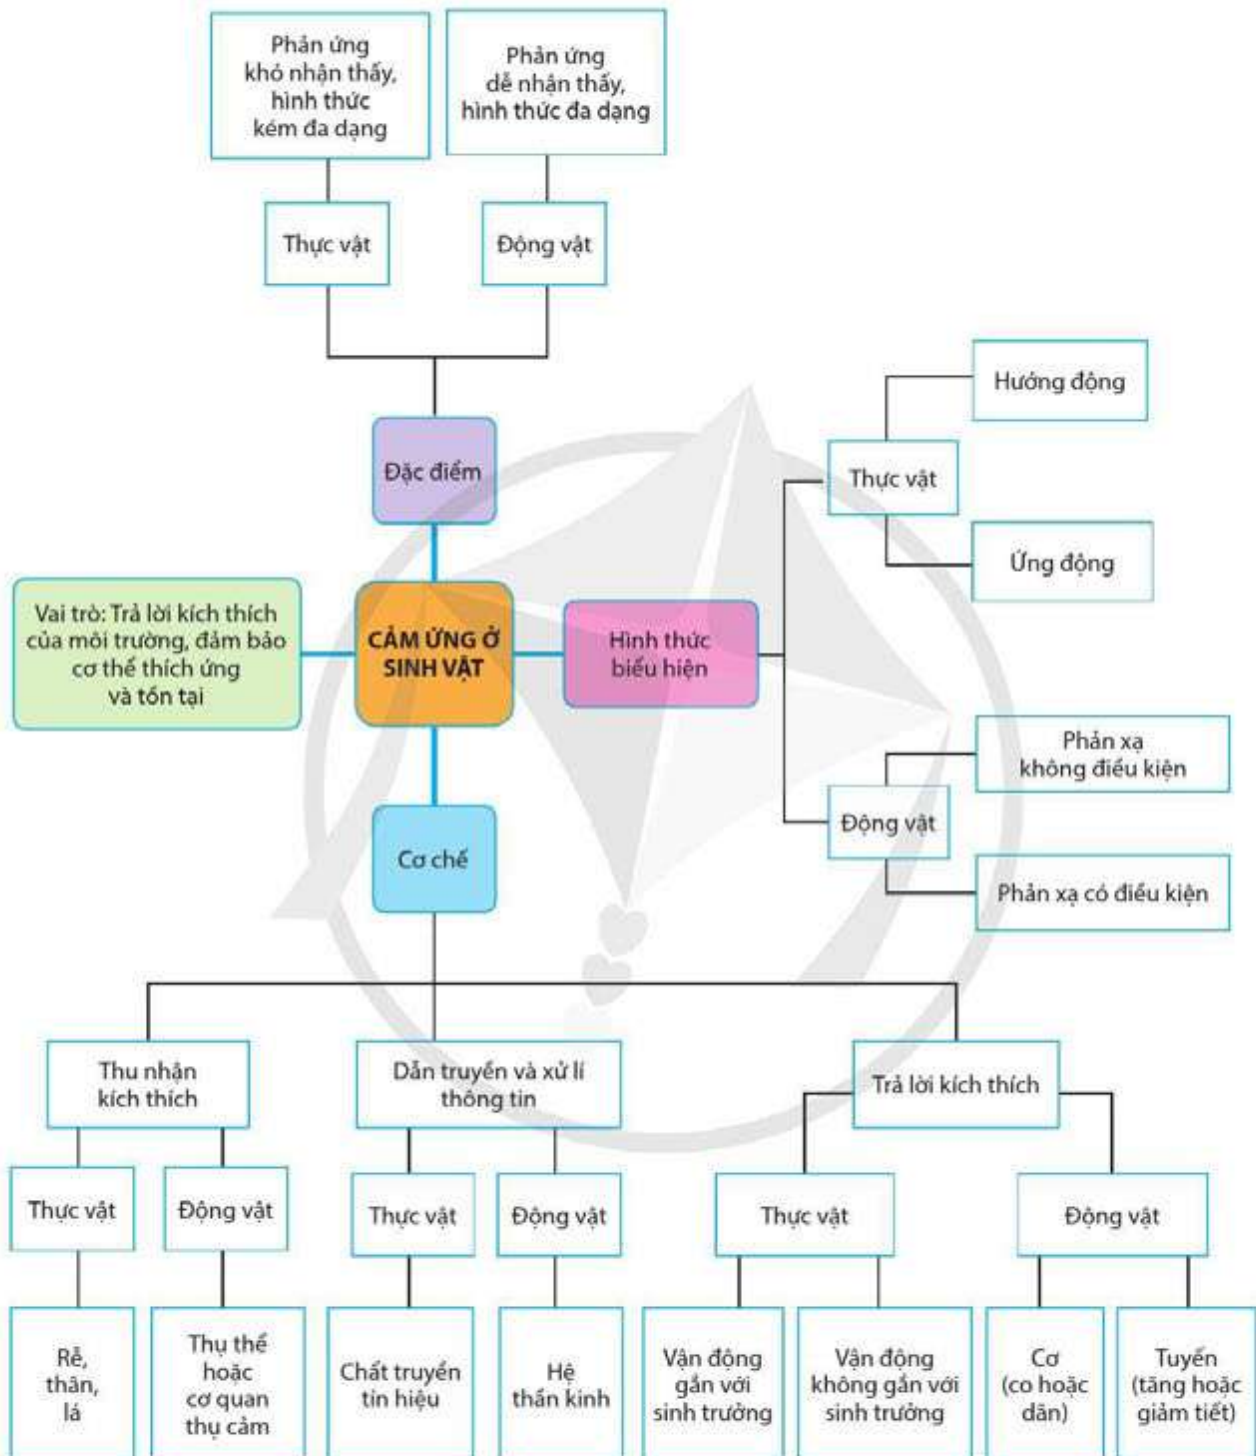 Phản ứng
khó nhận thấy,
hình thức
kém đa dạng
Phản ứng
dễ nhận thấy,
hình thức đa dạng
Thực vật
Động vật
Đặc điểm
Hướng động
Thực vật
Ứng động
Vai trò: Trả lời kích thích
của môi trường, đảm bảo
cơ thể thích ứng
và tồn tại
CẢM ỨNG Ở
SINH VẬT
Hình thức
biểu hiện
Phản xạ
không điều kiện
Động vật
Phản xạ có điều kiện
Cơ chế
Thu nhận
kích thích
Dẫn truyền và xử lí
thông tin
Trả lời kích thích
Thực vật
Động vật
Thực vật
Động vật
Thực vật
Động vật
Rễ,
thân,
lá
Thụ thể
hoặc
cơ quan
thụ cảm
Chất truyền
tín hiệu
Hệ
thần kinh
Vận động
gắn với
sinh trưởng
Vận động
không gắn với
sinh trưởng
Cơ
(co hoặc
dãn)
Tuyến
(tăng hoặc
giảm tiết)